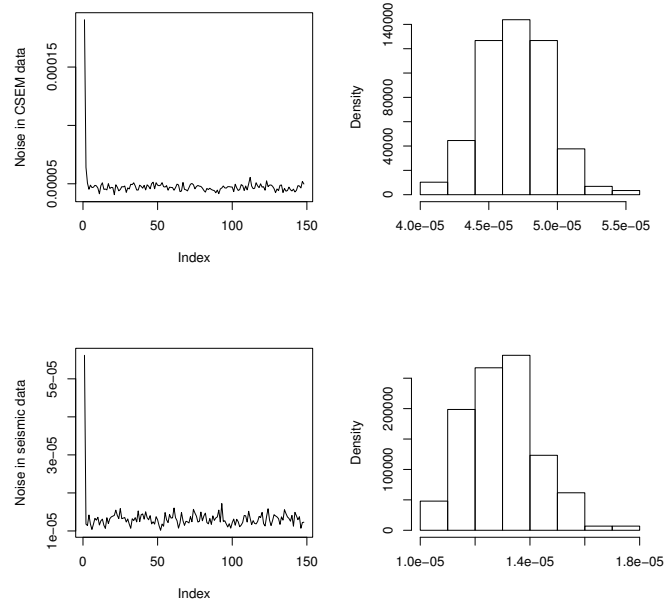 Noise in CSEM data
0.00005
0.00015
0
50
100
150
Index
Density
0
40000
80000
140000
4.0e−05
4.5e−05
5.0e−05
5.5e−05
Noise in seismic data
1e−05
3e−05
5e−05
0
50
100
150
Index
Density
0
100000
200000
1.0e−05
1.4e−05
1.8e−05